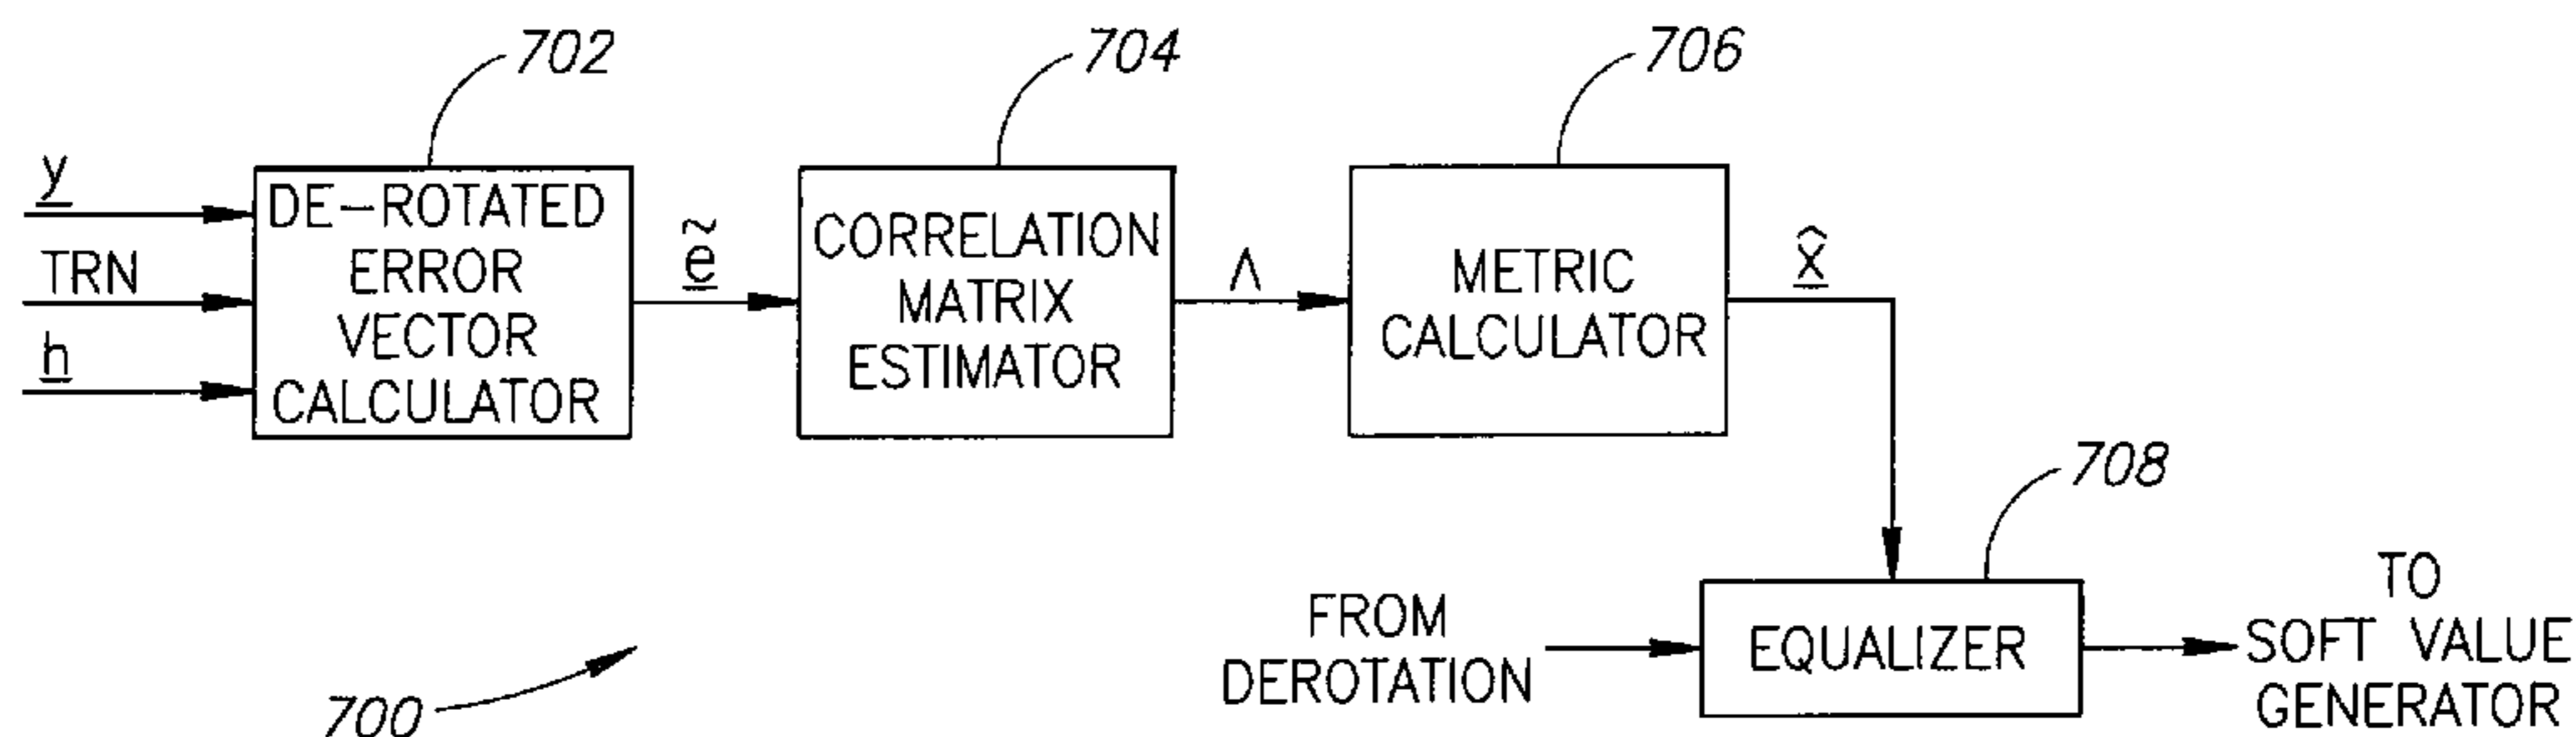 702
704
706
y
TRN
h
DE-ROTATED
ERROR
VECTOR
CALCULATOR
ẽ
CORRELATION
MATRIX
ESTIMATOR
Λ
METRIC
CALCULATOR
x̂
708
FROM
DEROTATION
EQUALIZER
TO
SOFT VALUE
GENERATOR
700